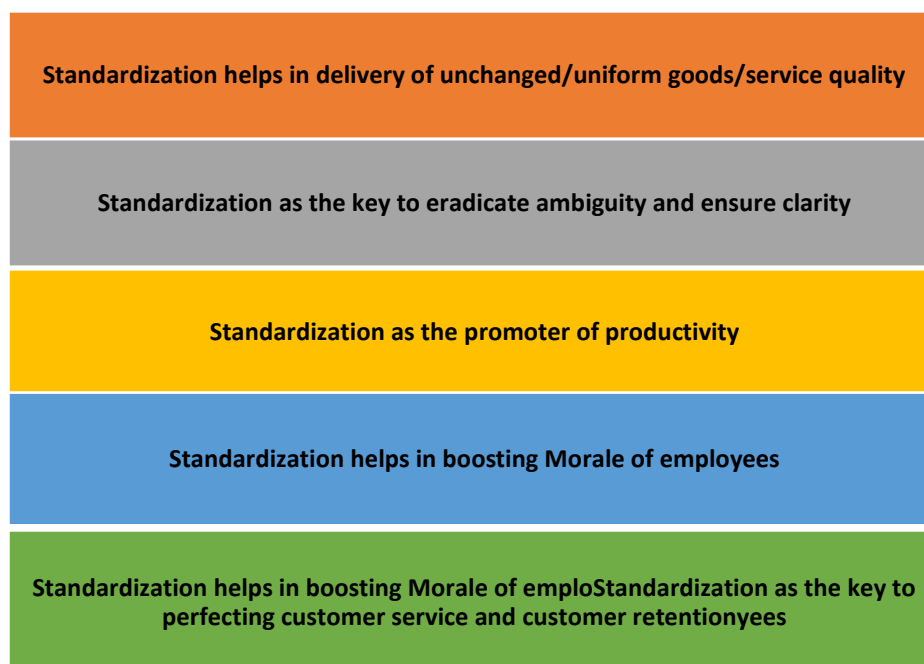 Standardization helps in delivery of unchanged/uniform goods/service quality
Standardization as the key to eradicate ambiguity and ensure clarity
Standardization as the promoter of productivity
Standardization helps in boosting Morale of employees
Standardization helps in boosting Morale of emploStandardization as the key to
perfecting customer service and customer retentionyees